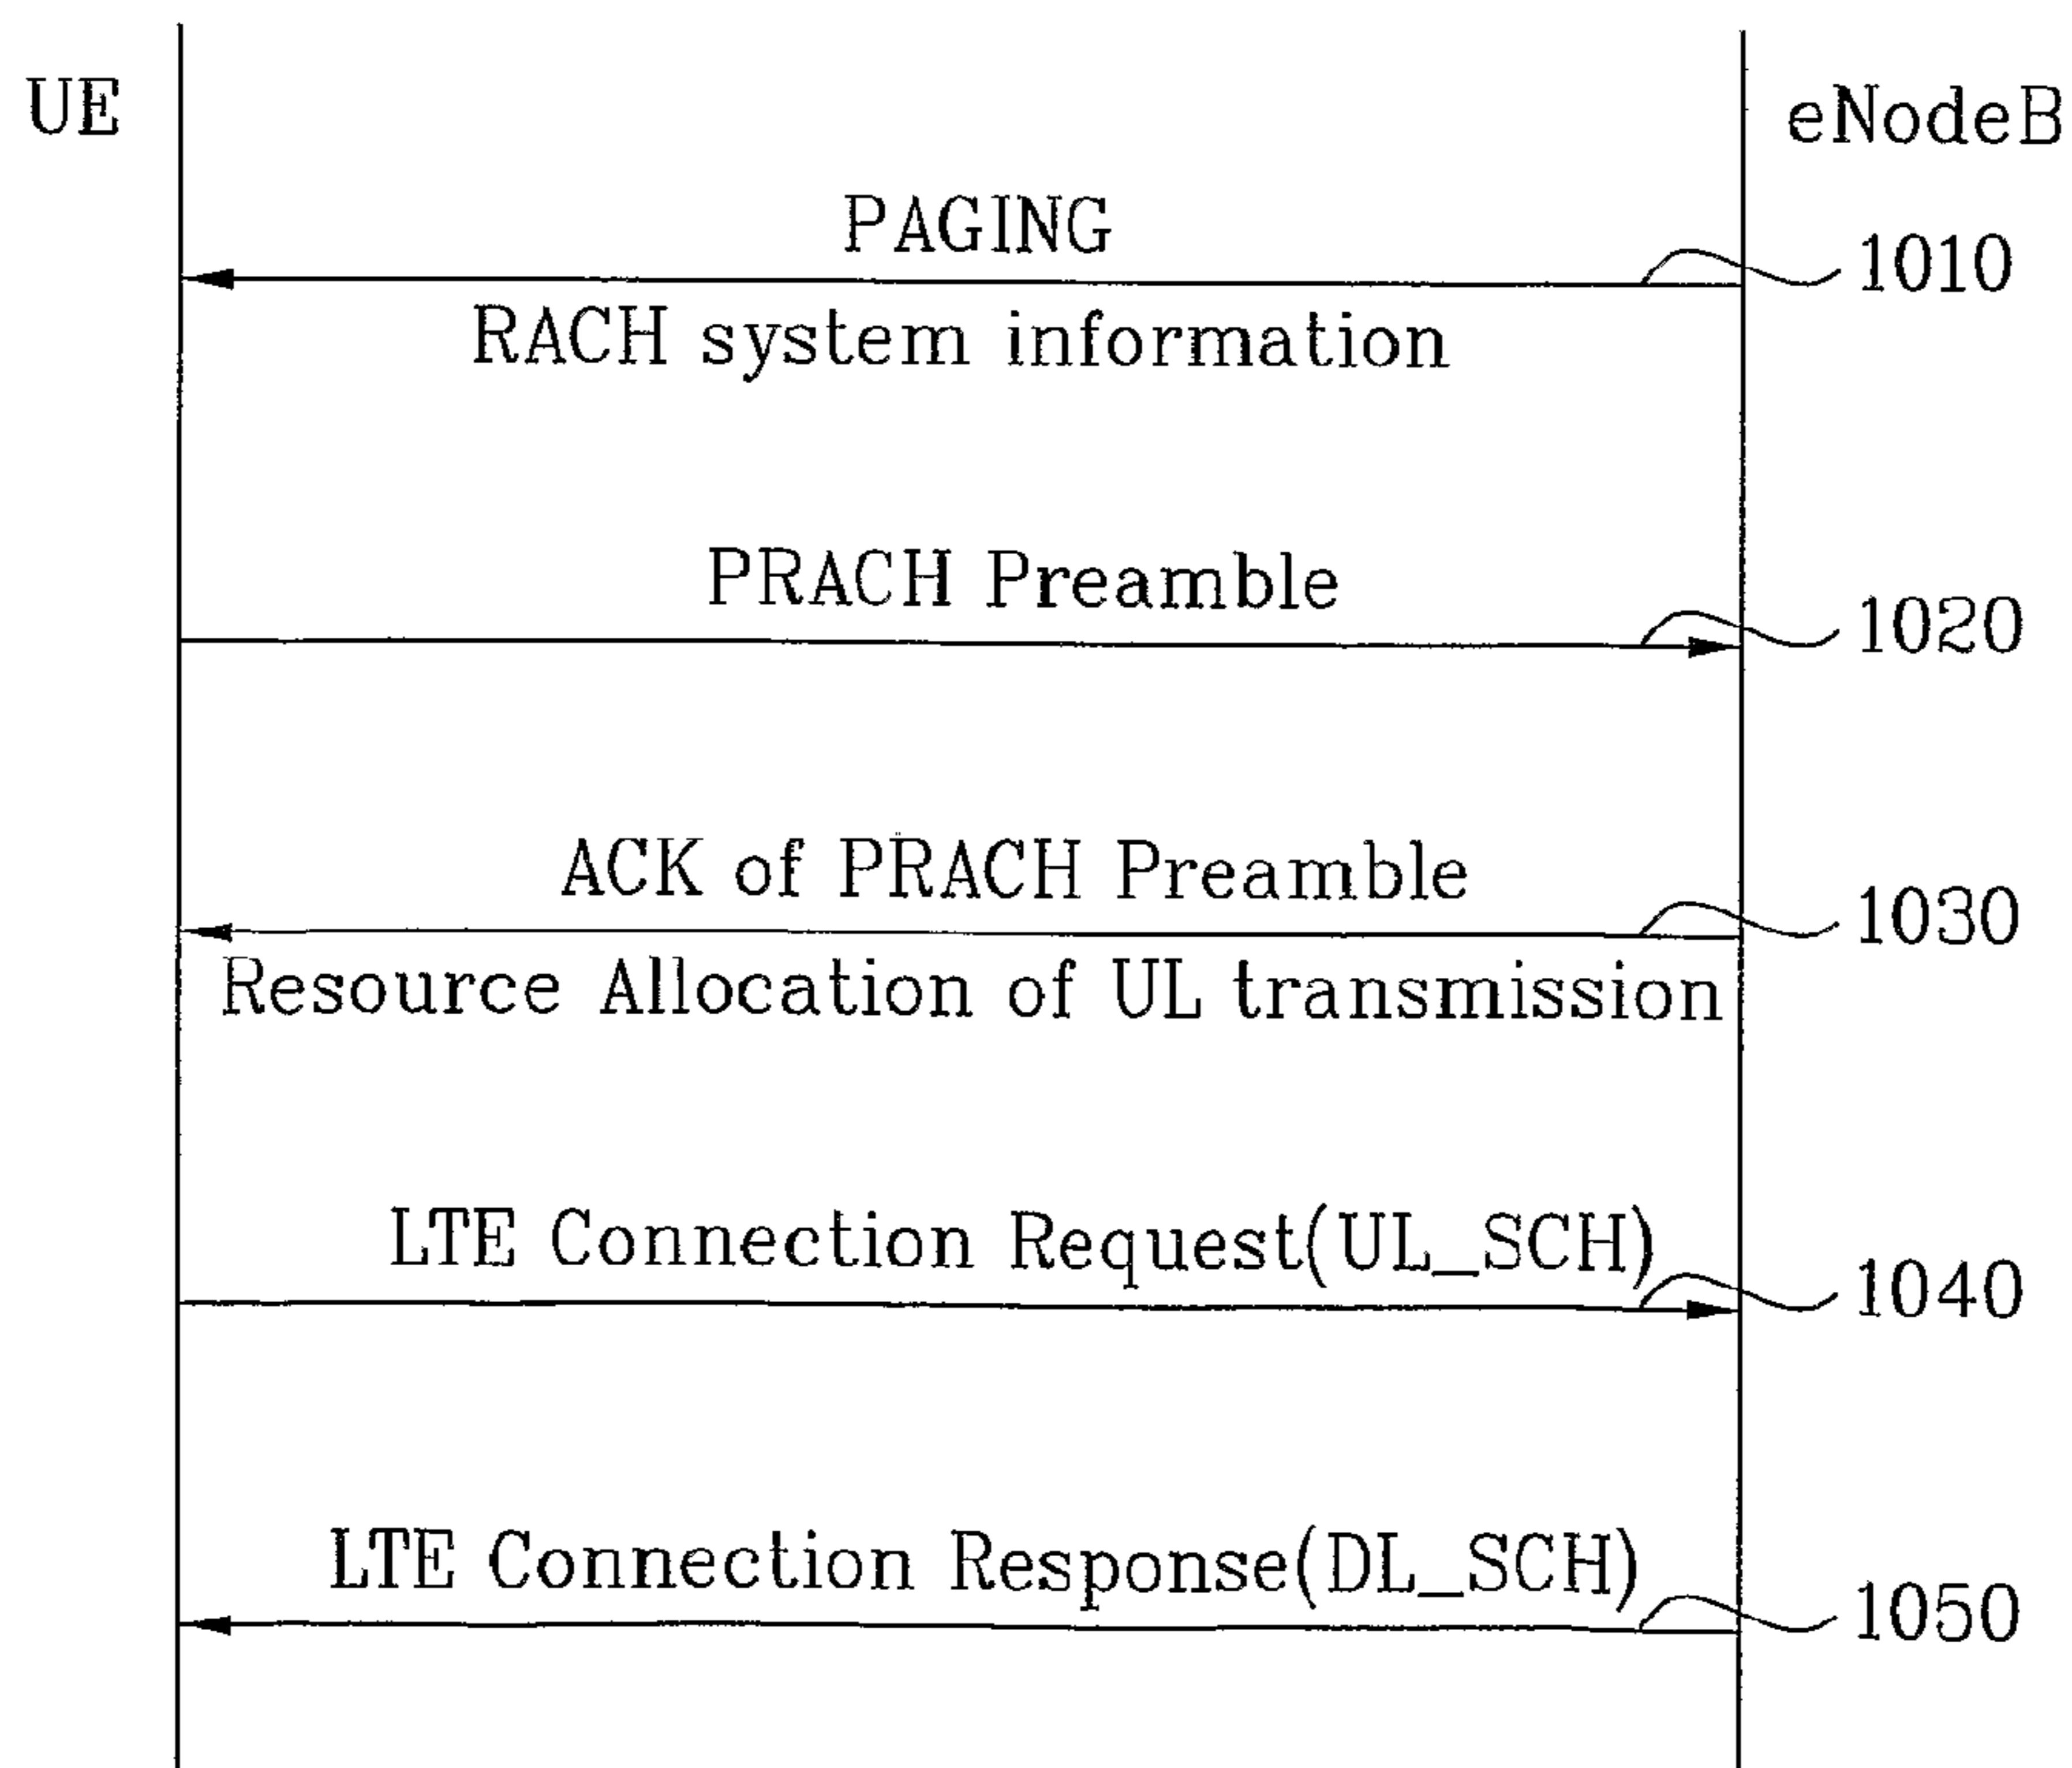 UE
eNodeB
PAGING
1010
RACH system information
PRACH Preamble
1020
ACK of PRACH Preamble
1030
Resource Allocation of UL transmission
LTE Connection Request(UL_SCH)
1040
LTE Connection Response(DL_SCH)
1050